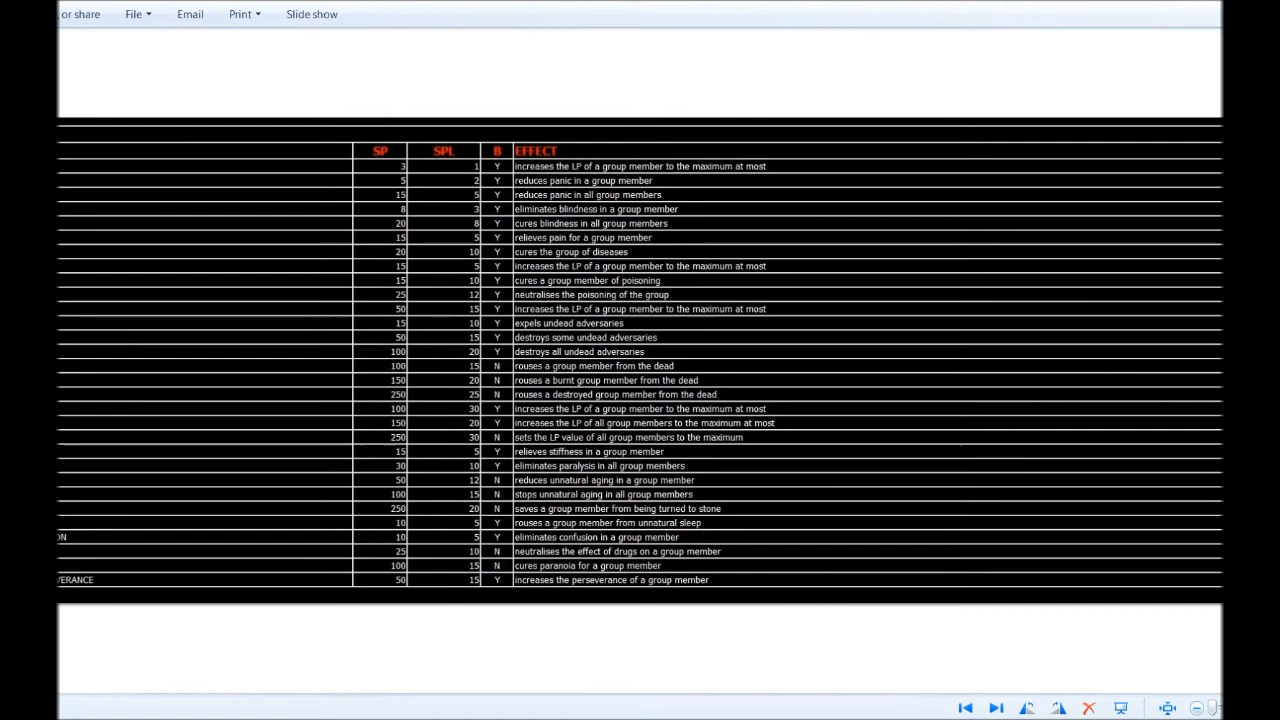 , or share File Email Print Slide show
SP SPL B EFFECT
3 1 Y increases the LP of a group member to the maximum at most
5 2 Y reduces panic in a group member
15 5 Y reduces panic in all group members
8 3 Y eliminates blindness in a group member
20 8 Y cures blindness in all group members
15 5 Y relieves pain for a group member
20 10 Y cures the group of diseases
15 5 Y increases the LP of a group member to the maximum at most
15 10 Y cures a group member of poisoning
25 12 Y neutralises the poisoning of the group
50 15 Y increases the LP of a group member to the maximum at most
15 10 Y expels undead adversaries
50 15 Y destroys some undead adversaries
100 20 Y destroys all undead adversaries
100 15 N rouses a group member from the dead
150 20 N rouses a burnt group member from the dead
250 25 N rouses a destroyed group member from the dead
100 30 Y increases the LP of a group member to the maximum at most
150 20 Y increases the LP of all group members to the maximum at most
250 30 N sets the LP value of all group members to the maximum
15 5 Y relieves stiffness in a group member
30 10 Y eliminates paralysis in all group members
50 12 N reduces unnatural aging in a group member
100 15 N stops unnatural aging in all group members
250 20 N saves a group member from being turned to stone
10 5 Y rouses a group member from unnatural sleep
ON 10 5 Y eliminates confusion in a group member
25 10 N neutralises the effect of drugs on a group member
100 15 N cures paranoia for a group member
VERANCE 50 15 Y increases the perseverance of a group member